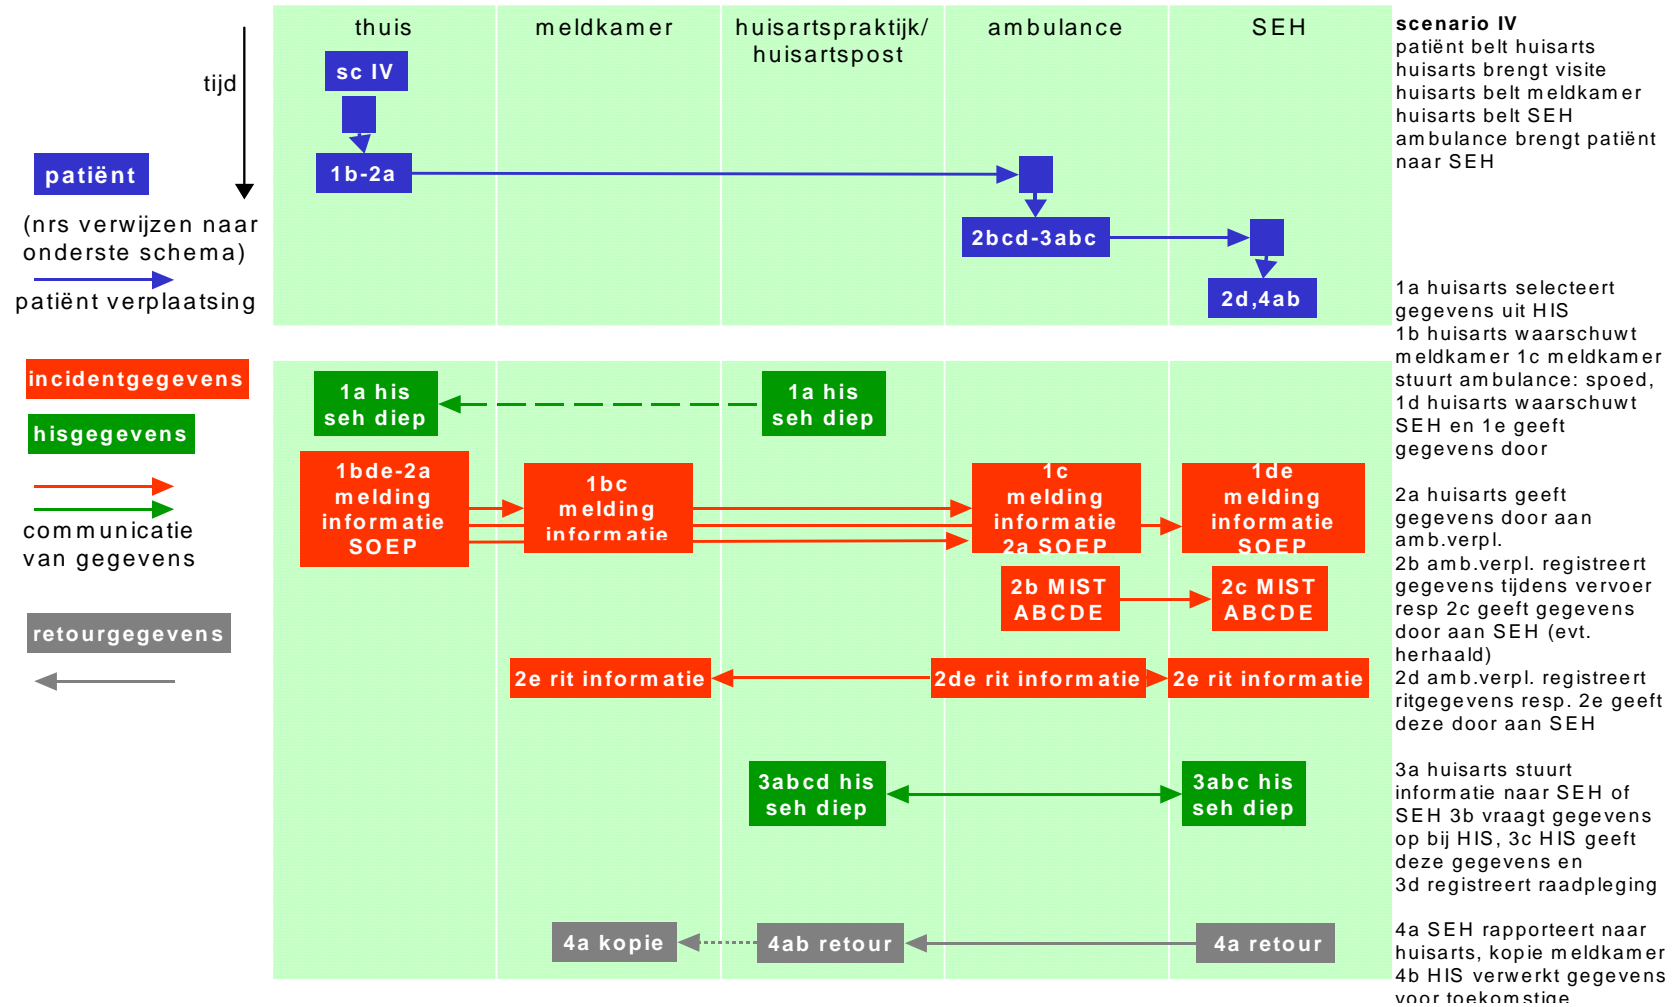 thuis
meldkamer
huisartspraktijk/
huisartspost
ambulance
SEH
tijd
sc IV
1b-2a
2bcd-3abc
2d,4ab
patiënt
(nrs verwijzen naar
onderste schema)
patiënt verplaatsing
incidentgegevens
hisgegevens
communicatie
van gegevens
retourgegevens
1a his
seh diep
1a his
seh diep
1bde-2a
melding
informatie
SOEP
1bc
melding
informatie
1c
melding
informatie
2a SOEP
1de
melding
informatie
SOEP
2b MIST
ABCDE
2c MIST
ABCDE
2e rit informatie
2de rit informatie
2e rit informatie
3abcd his
seh diep
3abc his
seh diep
4a kopie
4ab retour
4a retour
scenario IV
patiënt belt huisarts
huisarts brengt visite
huisarts belt meldkamer
huisarts belt SEH
ambulance brengt patiënt
naar SEH
1a huisarts selecteert
gegevens uit HIS
1b huisarts waarschuwt
meldkamer 1c meldkamer
stuurt ambulance: spoed,
1d huisarts waarschuwt
SEH en 1e geeft
gegevens door
2a huisarts geeft
gegevens door aan
amb.verpl.
2b amb.verpl. registreert
gegevens tijdens vervoer
resp 2c geeft gegevens
door aan SEH (evt.
herhaald)
2d amb.verpl. registreert
ritgegevens resp. 2e geeft
deze door aan SEH
3a huisarts stuurt
informatie naar SEH of
SEH 3b vraagt gegevens
op bij HIS, 3c HIS geeft
deze gegevens en
3d registreert raadpleging
4a SEH rapporteert naar
huisarts, kopie meldkamer
4b HIS verwerkt gegevens
voor toekomstige